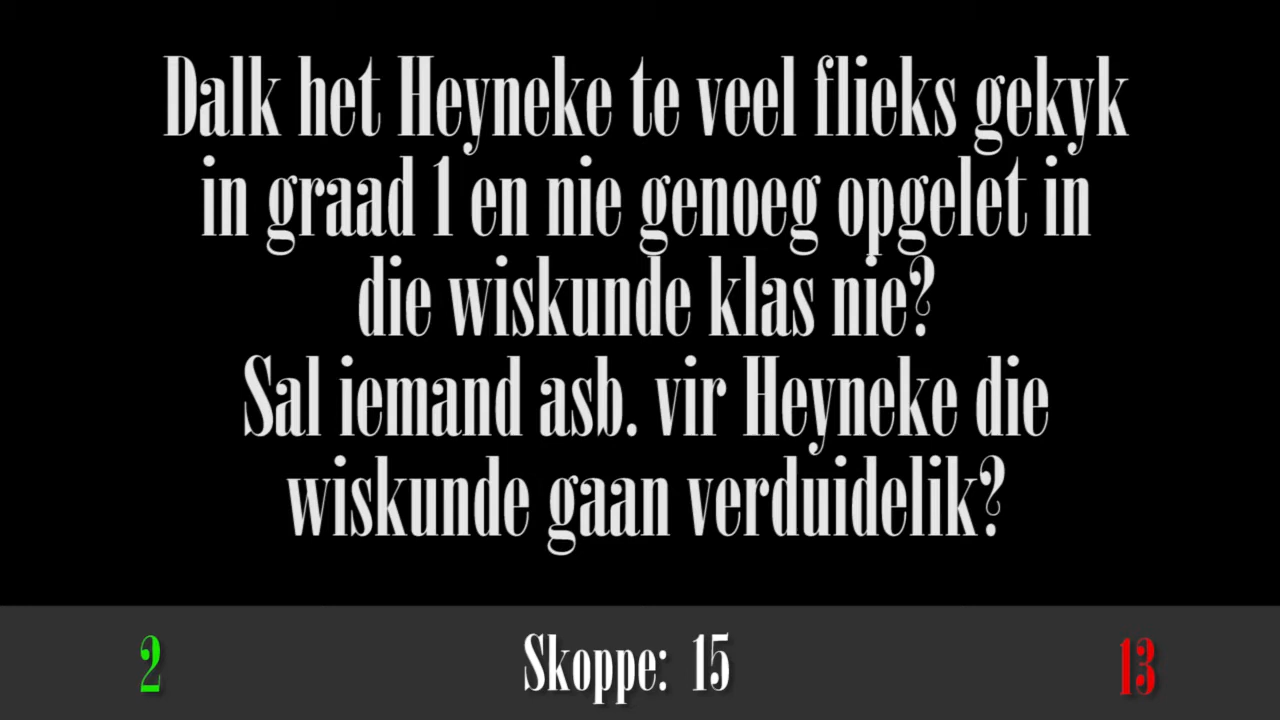 Dalk het Heyneke te veel flieks gekyk
in graad 1 en nie genoeg opgelet in
die wiskunde klas nie?
Sal iemand asb. vir Heyneke die
wiskunde gaan verduidelik?
2 Skoppe: 15 13